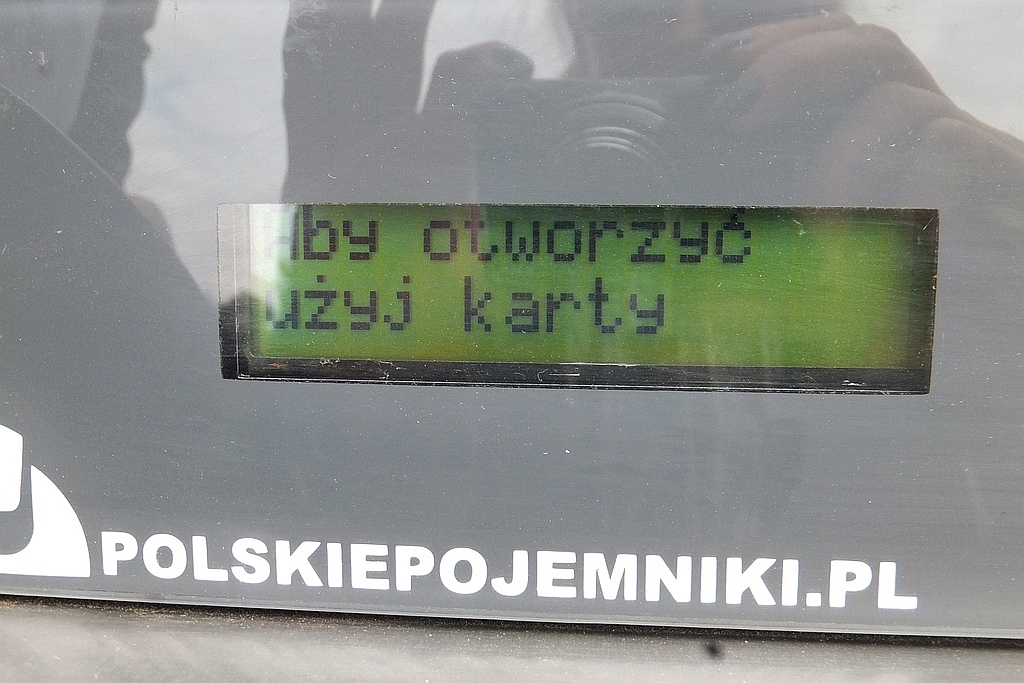 Aby otworzyć
użyj karty
POLSKIEPOJEMNIKI.PL